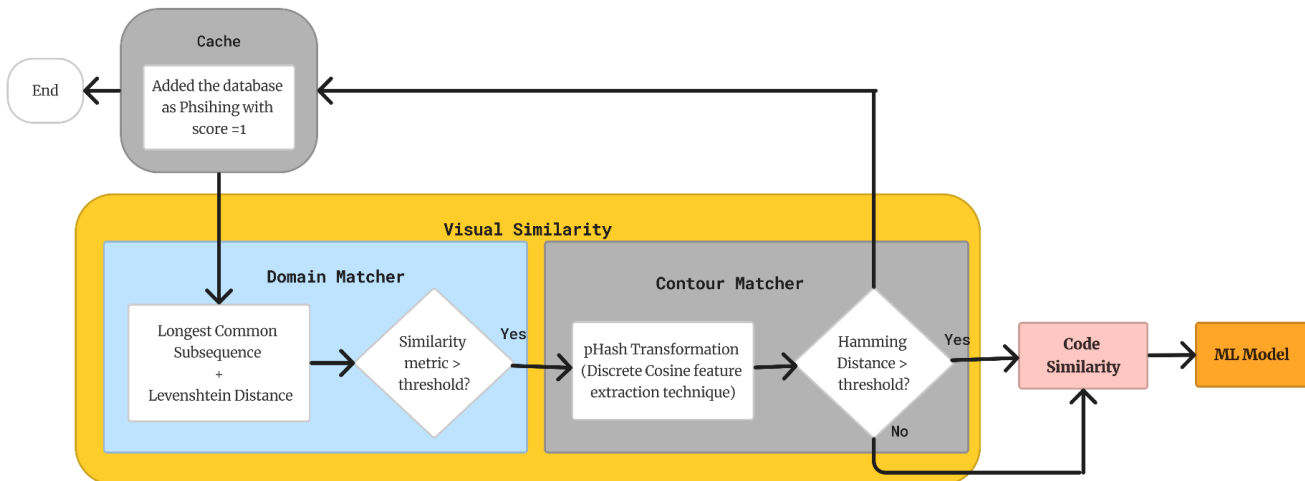 Cache
Added the database
as Phsihing with
score =1
End
Visual Similarity
Domain Matcher
Longest Common
Subsequence
+
Levenshtein Distance
Similarity
metric >
threshold?
Yes
Contour Matcher
pHash Transformation
(Discrete Cosine feature
extraction technique)
Hamming
Distance >
threshold?
Yes
No
Code
Similarity
ML Model